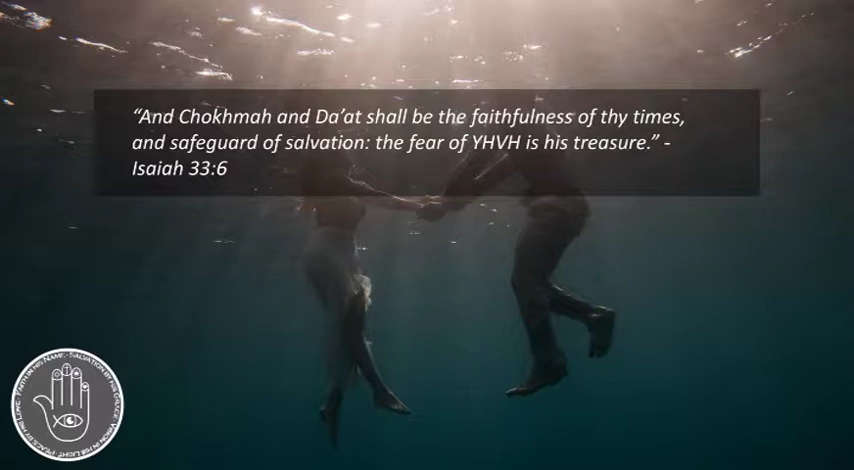 “And Chokhmah and Da’at shall be the faithfulness of thy times,
and safeguard of salvation: the fear of YHVH is his treasure.” -
Isaiah 33:6